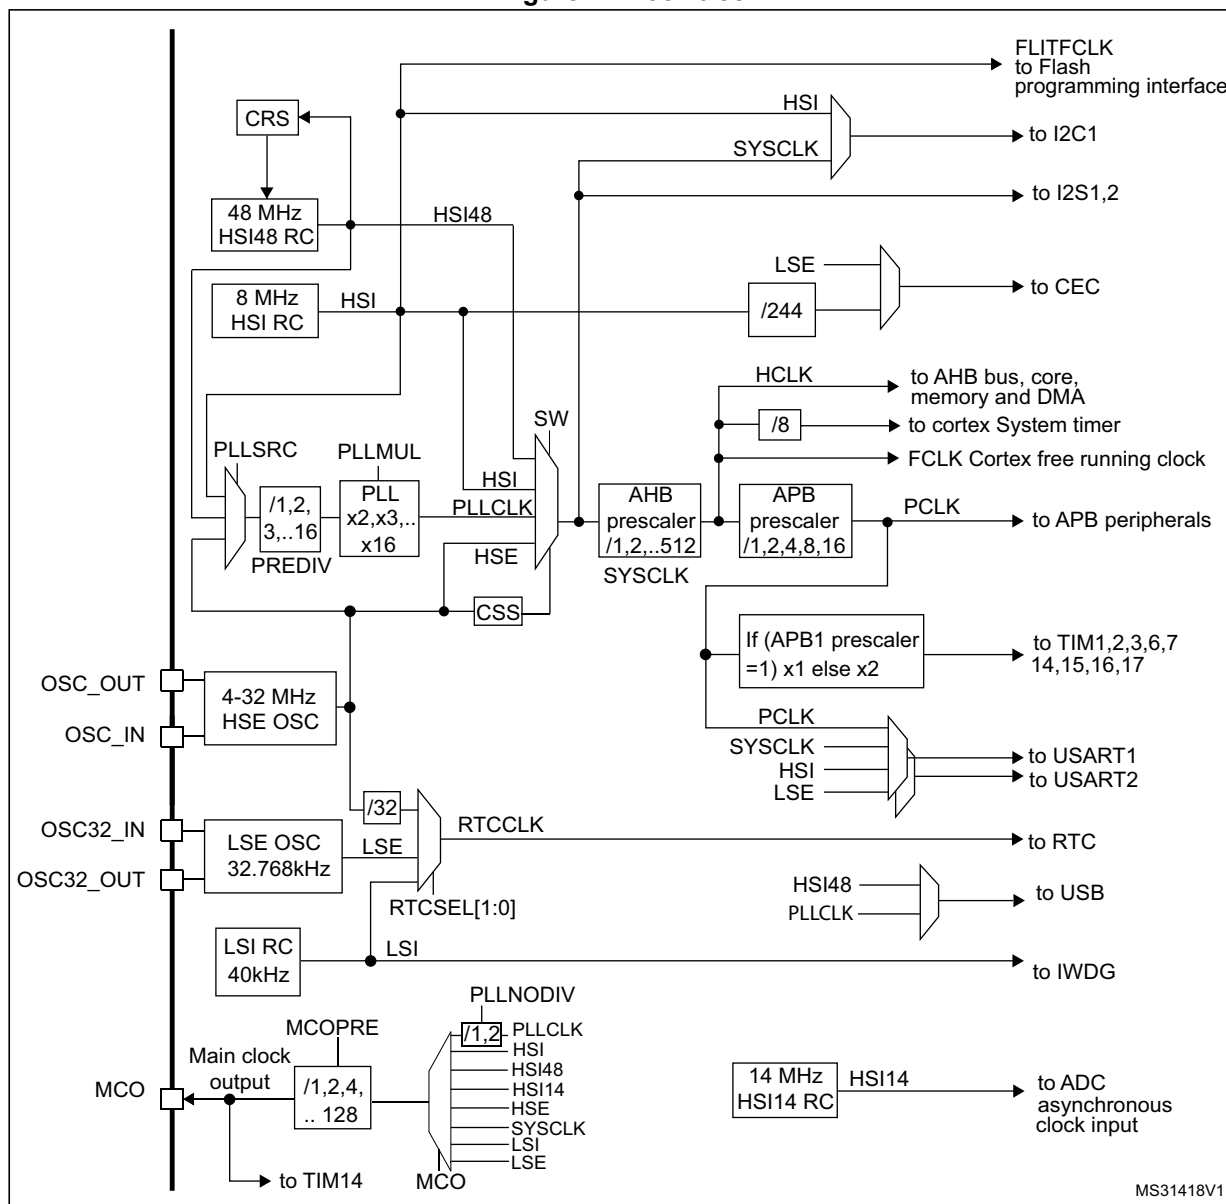 FLITFCLK
to Flash
programming interface
HSI
CRS
to I2C1
SYSCLK
to I2S1,2
48 MHz
HSI48 RC
HSI48
LSE
to CEC
8 MHz
HSI RC
HSI
/244
HCLK
to AHB bus, core,
memory and DMA
SW
/8
to cortex System timer
PLLSRC
PLLMUL
FCLK Cortex free running clock
/1,2,
3,..16
PREDIV
PLL
x2,x3,..
x16
HSI
PLLCLK
HSE
AHB
prescaler
/1,2,..512
SYSCLK
APB
prescaler
/1,2,4,8,16
PCLK
to APB peripherals
CSS
If (APB1 prescaler
=1) x1 else x2
to TIM1,2,3,6,7
14,15,16,17
OSC_OUT
OSC_IN
4-32 MHz
HSE OSC
PCLK
SYSCLK
HSI
LSE
to USART1
to USART2
/32
OSC32_IN
OSC32_OUT
LSE OSC
32.768kHz
LSE
RTCCLK
to RTC
RTCSEL[1:0]
HSI48
PLLCLK
to USB
LSI RC
40kHz
LSI
to IWDG
PLLNODIV
MCOPRE
/1,2
PLLCLK
HSI
HSI48
HSI14
HSE
SYSCLK
LSI
LSE
Main clock
output
MCO
/1,2,4,
.. 128
MCO
to TIM14
14 MHz
HSI14 RC
HSI14
to ADC
asynchronous
clock input
MS31418V1